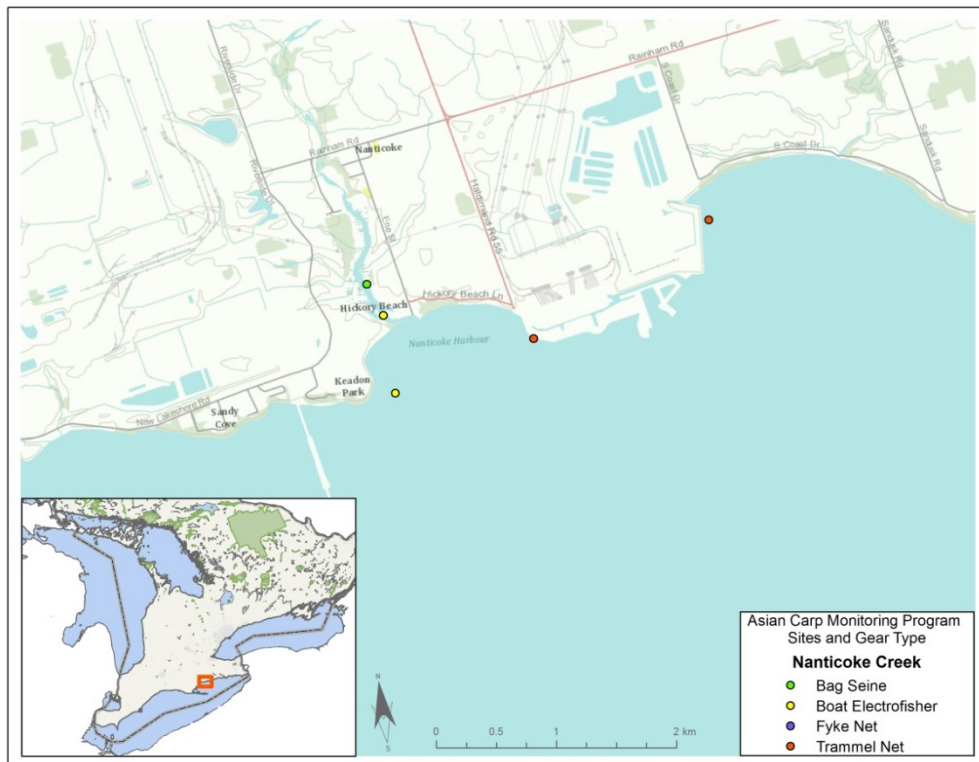 Rainham Rd
Sandusk Rd
Riverside Dr
S Coast Dr
Rainham Rd
Nanticoke
S Coast Dr
Sandusk Rd
Riverside Dr
Haldimand Rd 55
Erie St
Hickory Beach Ln
Hickory Beach
Nanticoke Harbour
Keadon
Park
New Lakeshore Rd
Sandy
Cove
N
S
0 0.5 1 2 km
Asian Carp Monitoring Program
Sites and Gear Type
Nanticoke Creek
Bag Seine
Boat Electrofisher
Fyke Net
Trammel Net